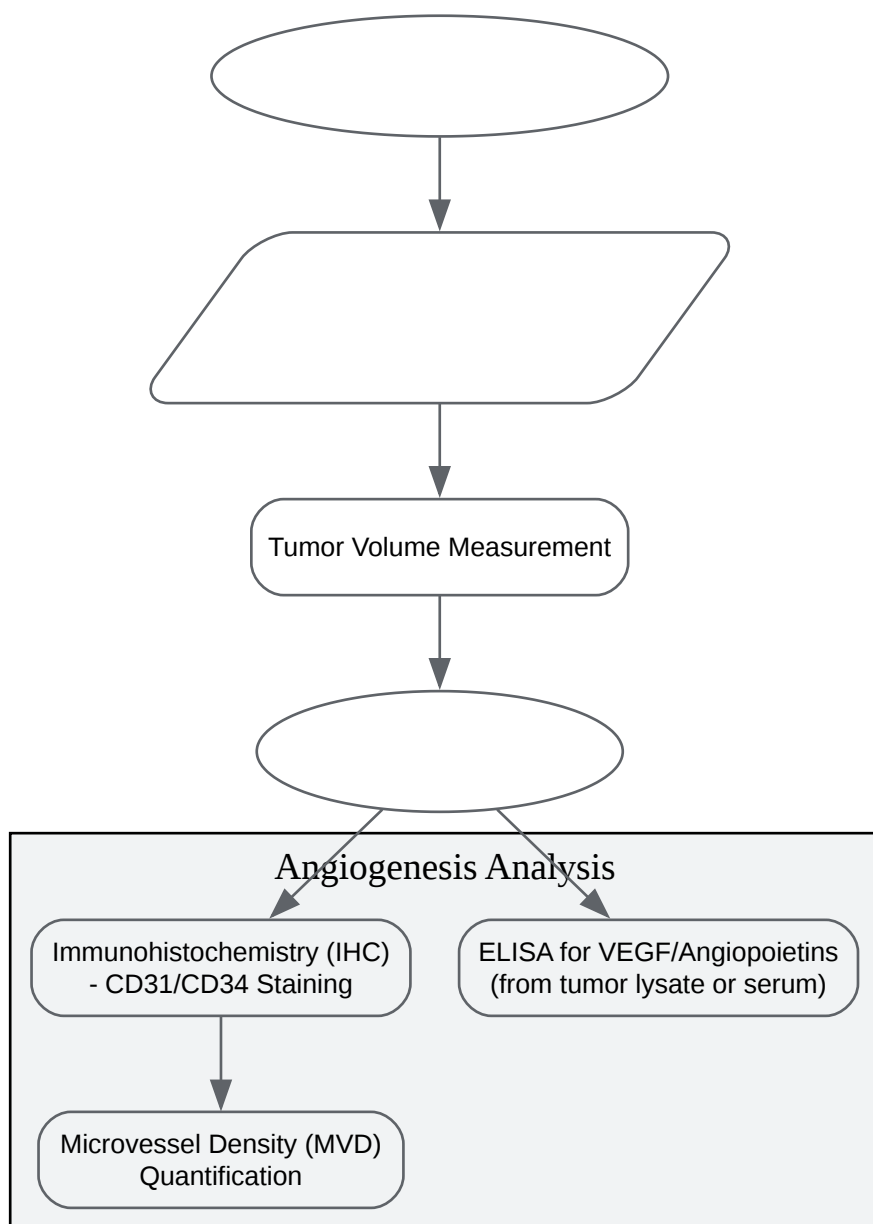 Tumor Volume Measurement
Angiogenesis Analysis
Immunohistochemistry (IHC)
- CD31/CD34 Staining
ELISA for VEGF/Angiopoietins
(from tumor lysate or serum)
Microvessel Density (MVD)
Quantification